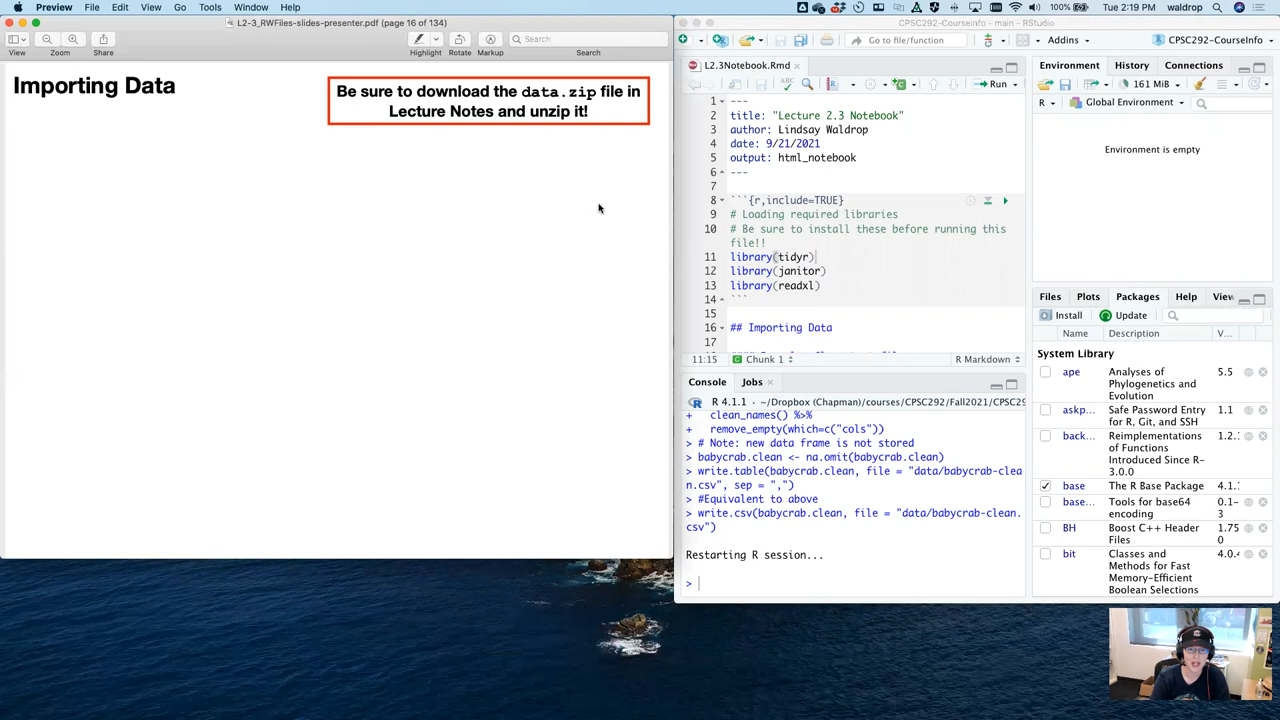 Preview File Edit View Go Tools Window Help
100% Tue 2:19 PM waldrop
L2-3_RWFiles-slides-presenter.pdf (page 16 of 134)
View Zoom Share Highlight Rotate Markup Search
Search
Importing Data
Be sure to download the data.zip file in
Lecture Notes and unzip it!
CPSC292-CourseInfo - main - RStudio
Go to file/function Addins CPSC292-CourseInfo
L2.3Notebook.Rmd
Run
1 ---
2 title: "Lecture 2.3 Notebook"
3 author: Lindsay Waldrop
4 date: 9/21/2021
5 output: html_notebook
6 ---
7
8 ```{r,include=TRUE}
9 # Loading required libraries
10 # Be sure to install these before running this
file!!
11 library(tidyr)
12 library(janitor)
13 library(readxl)
14 ```
15
16 ## Importing Data
17
11:15 Chunk 1 R Markdown
Console Jobs
R 4.1.1 · ~/Dropbox (Chapman)/courses/CPSC292/Fall2021/CPSC29
+ clean_names() %>%
+ remove_empty(which=c("cols"))
> # Note: new data frame is not stored
> babycrab.clean <- na.omit(babycrab.clean)
> write.table(babycrab.clean, file = "data/babycrab-clea
n.csv", sep = ",")
> #Equivalent to above
> write.csv(babycrab.clean, file = "data/babycrab-clean.
csv")
Restarting R session...
>
Environment History Connections
161 MiB
R Global Environment
Environment is empty
Files Plots Packages Help View
Install Update
Name Description V...
System Library
ape Analyses of Phylogenetics and Evolution 5.5
askp... Safe Password Entry for R, Git, and SSH 1.1
back... Reimplementations of Functions Introduced Since R-3.0.0 1.2.
base The R Base Package 4.1.
base... Tools for base64 encoding 0.1-3
BH Boost C++ Header Files 1.75 0
bit Classes and Methods for Fast Memory-Efficient Boolean Selections 4.0.